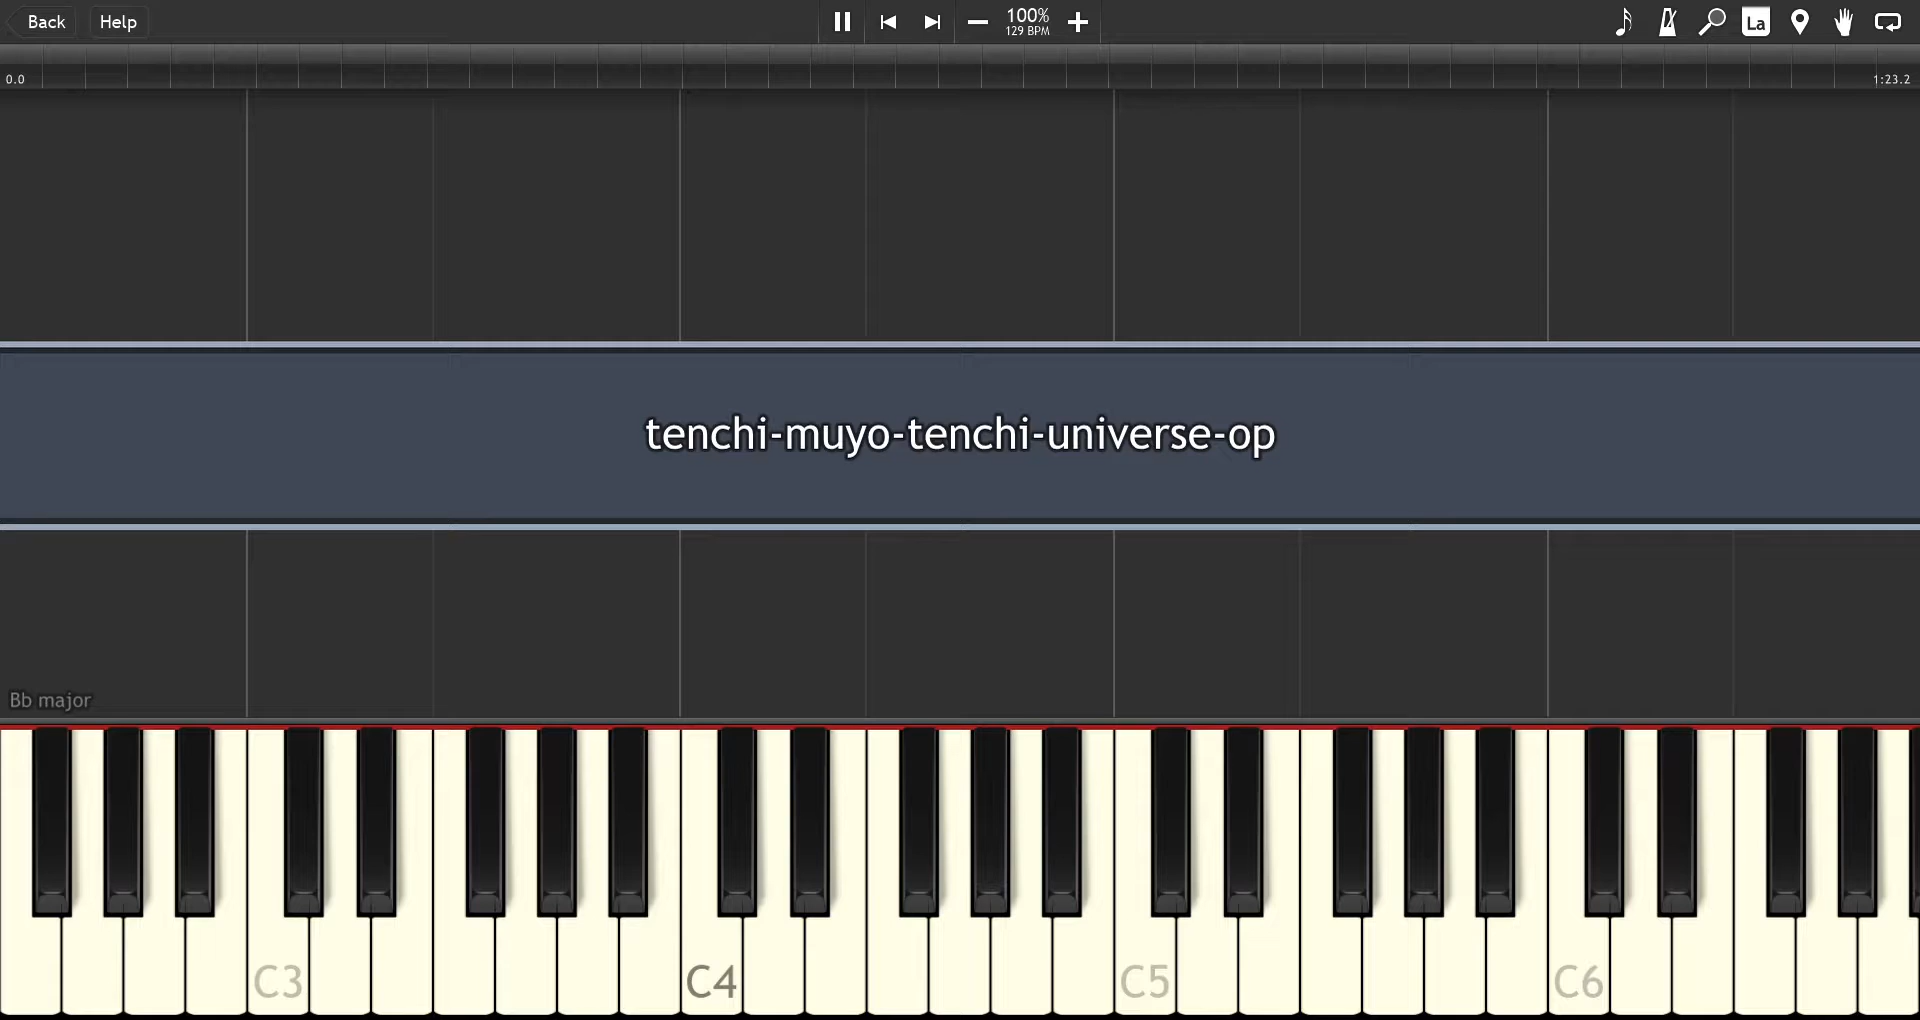 Back Help
100%
129 BPM
La
0.0 1:23.2
tenchi-muyo-tenchi-universe-op
Bb major
C3 C4 C5 C6